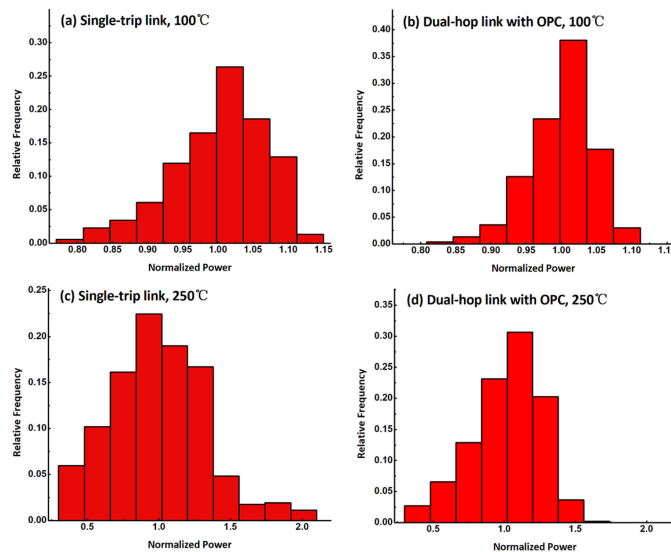 (a) Single-trip link, 100℃
0.30
0.25
0.20
0.15
0.10
0.05
0.00
Relative Frequency
0.80 0.85 0.90 0.95 1.00 1.05 1.10 1.15
Normalized Power
(b) Dual-hop link with OPC, 100℃
0.40
0.35
0.30
0.25
0.20
0.15
0.10
0.05
0.00
Relative Frequency
0.80 0.85 0.90 0.95 1.00 1.05 1.10 1.1
Normalized Power
(c) Single-trip link, 250℃
0.25
0.20
0.15
0.10
0.05
0.00
Relative Frequency
0.5 1.0 1.5 2.0
Normalized Power
(d) Dual-hop link with OPC, 250℃
0.35
0.30
0.25
0.20
0.15
0.10
0.05
0.00
Relative Frequency
0.5 1.0 1.5 2.0
Normalized Power